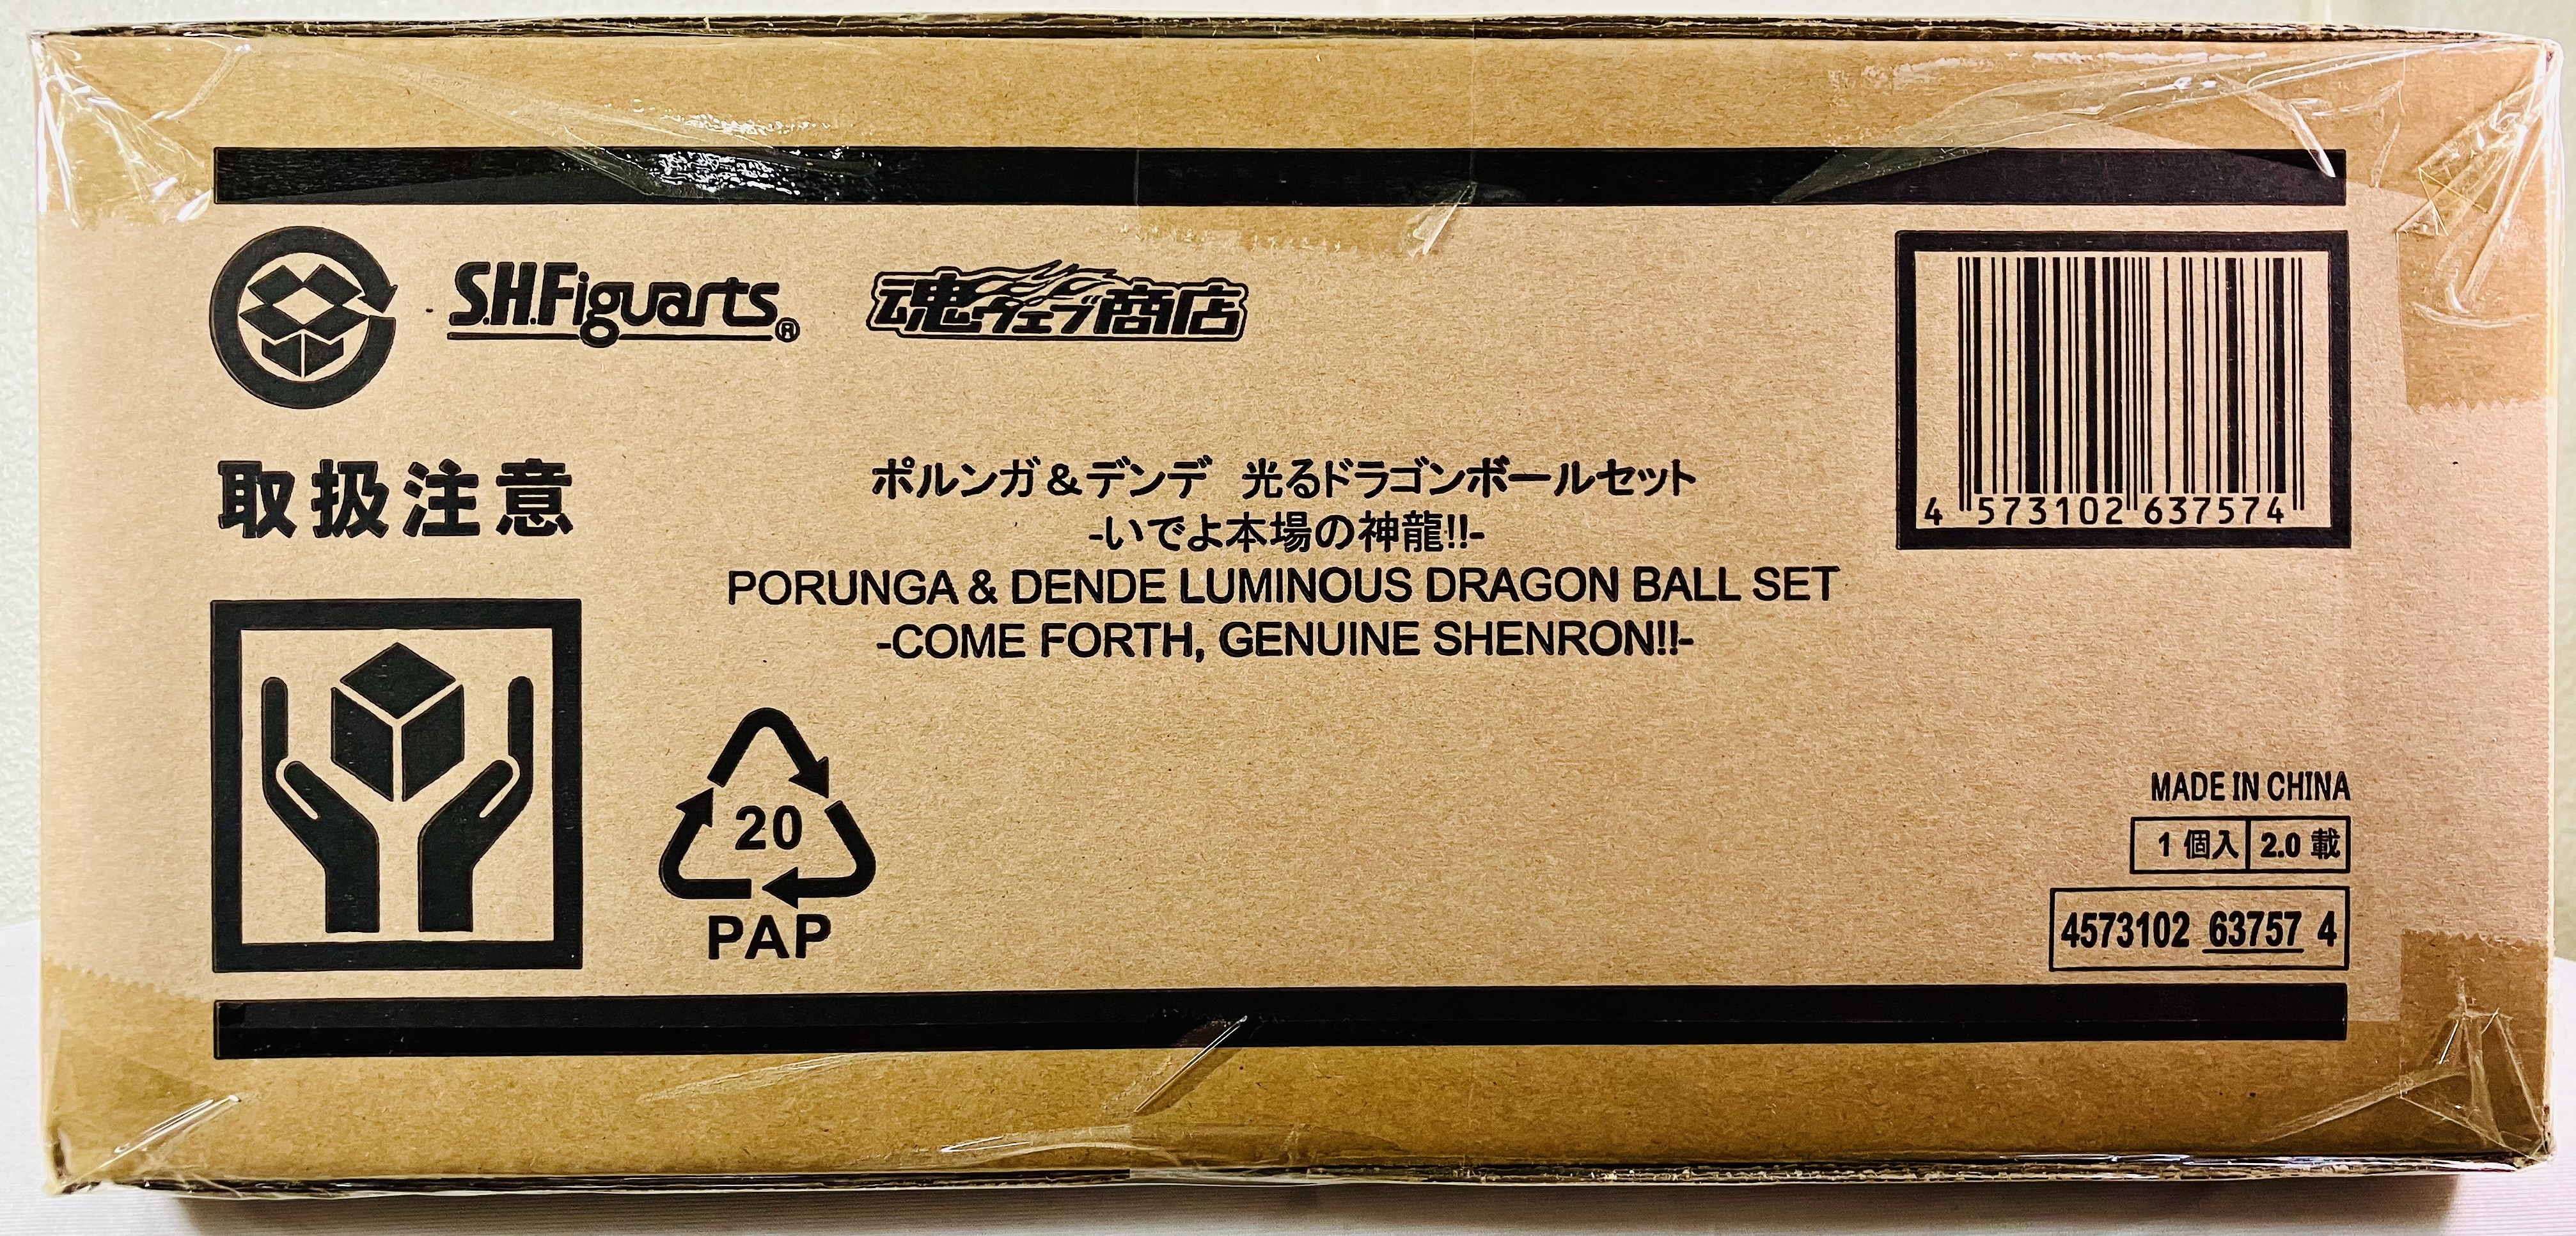 S.H.Figuarts®
魂ウェブ商店
4 573102 637574
取扱注意
ポルンガ&デンデ 光るドラゴンボールセット
-いでよ本場の神龍!!-
PORUNGA & DENDE LUMINOUS DRAGON BALL SET
-COME FORTH, GENUINE SHENRON!!-
20
PAP
MADE IN CHINA
1 個入 2.0 載
4573102 63757 4